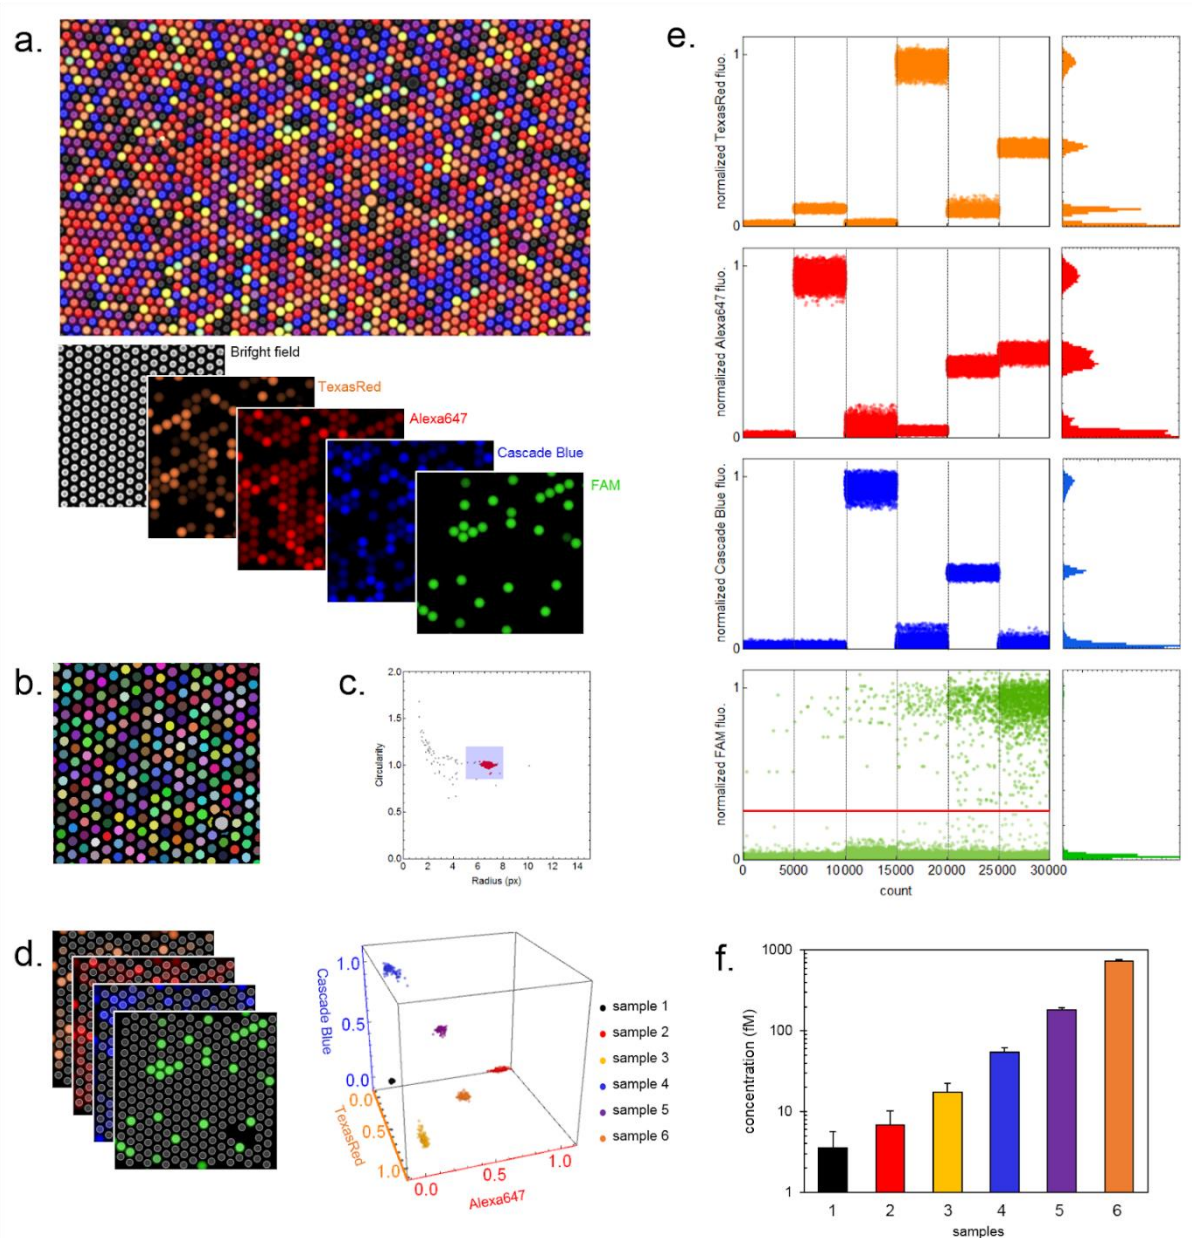 a.
Brifght field
TexasRed
Alexa647
Cascade Blue
FAM
b.
c.
Circularity
2.0
1.5
1.0
0.5
0.0
0 2 4 6 8 10 12 14
Radius (px)
d.
Cascade Blue
1.0
0.5
0.0
TexasRed
0.0
0.5
1.0
0.0 0.5 1.0
Alexa647
sample 1
sample 2
sample 3
sample 4
sample 5
sample 6
e.
normalized TexasRed fluo.
1
0
normalized Alexa647 fluo.
1
0
normalized Cascade Blue fluo.
1
0
normalized FAM fluo.
1
0
0 5000 10000 15000 20000 25000 30000
count
f.
concentration (fM)
1000
100
10
1
1 2 3 4 5 6
samples